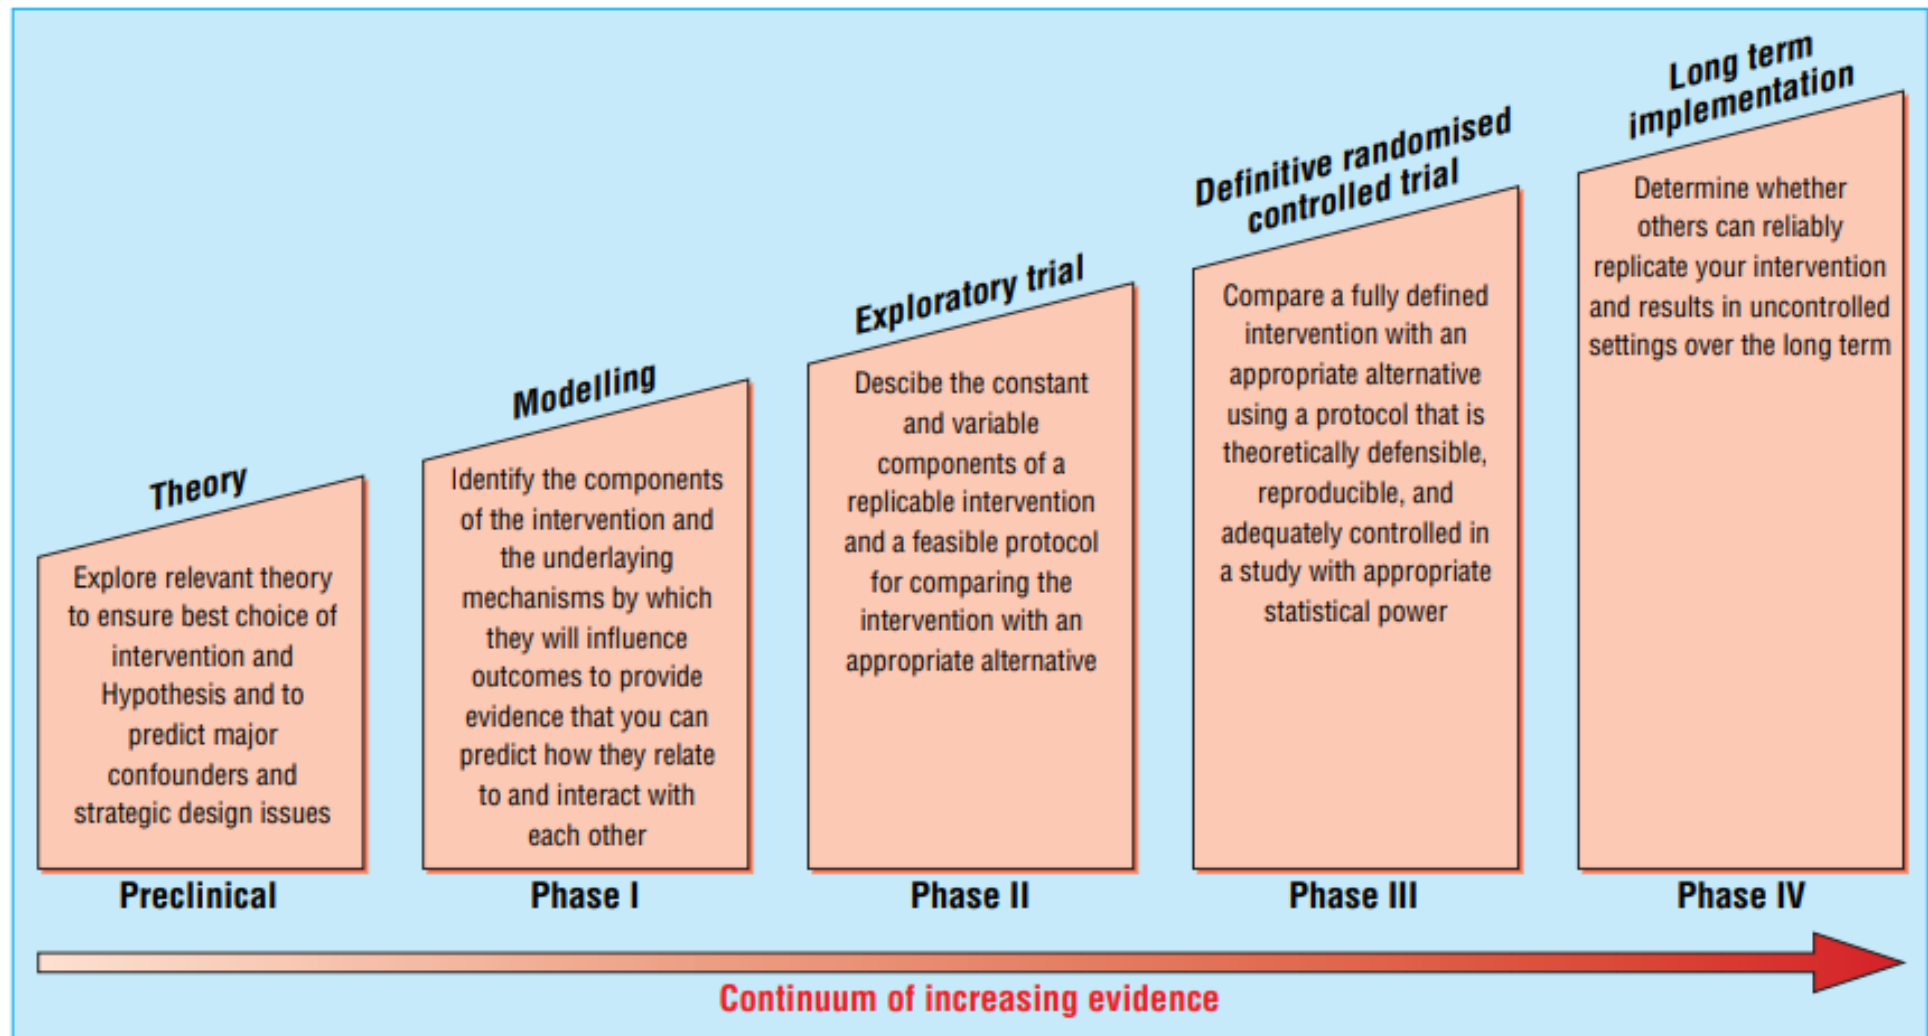 Theory
Explore relevant theory
to ensure best choice of
intervention and
Hypothesis and to
predict major
confounders and
strategic design issues
Preclinical
Modelling
Identify the components
of the intervention and
the underlaying
mechanisms by which
they will influence
outcomes to provide
evidence that you can
predict how they relate
to and interact with
each other
Phase I
Exploratory trial
Descibe the constant
and variable
components of a
replicable intervention
and a feasible protocol
for comparing the
intervention with an
appropriate alternative
Phase II
Definitive randomised
controlled trial
Compare a fully defined
intervention with an
appropriate alternative
using a protocol that is
theoretically defensible,
reproducible, and
adequately controlled in
a study with appropriate
statistical power
Phase III
Long term
implementation
Determine whether
others can reliably
replicate your intervention
and results in uncontrolled
settings over the long term
Phase IV
Continuum of increasing evidence